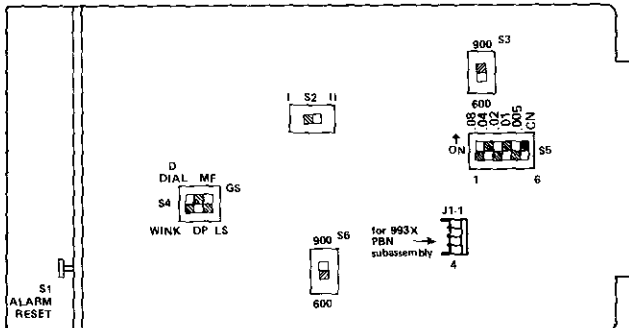 900 S3
600
I S2 II
.08
.04
.02
.01
.005
CN
ON
S5
1 6
D
DIAL MF
GS
S4
WINK DP LS
J1-1
for 993X
PBN
subassembly
4
900 S6
600
S1
ALARM
RESET